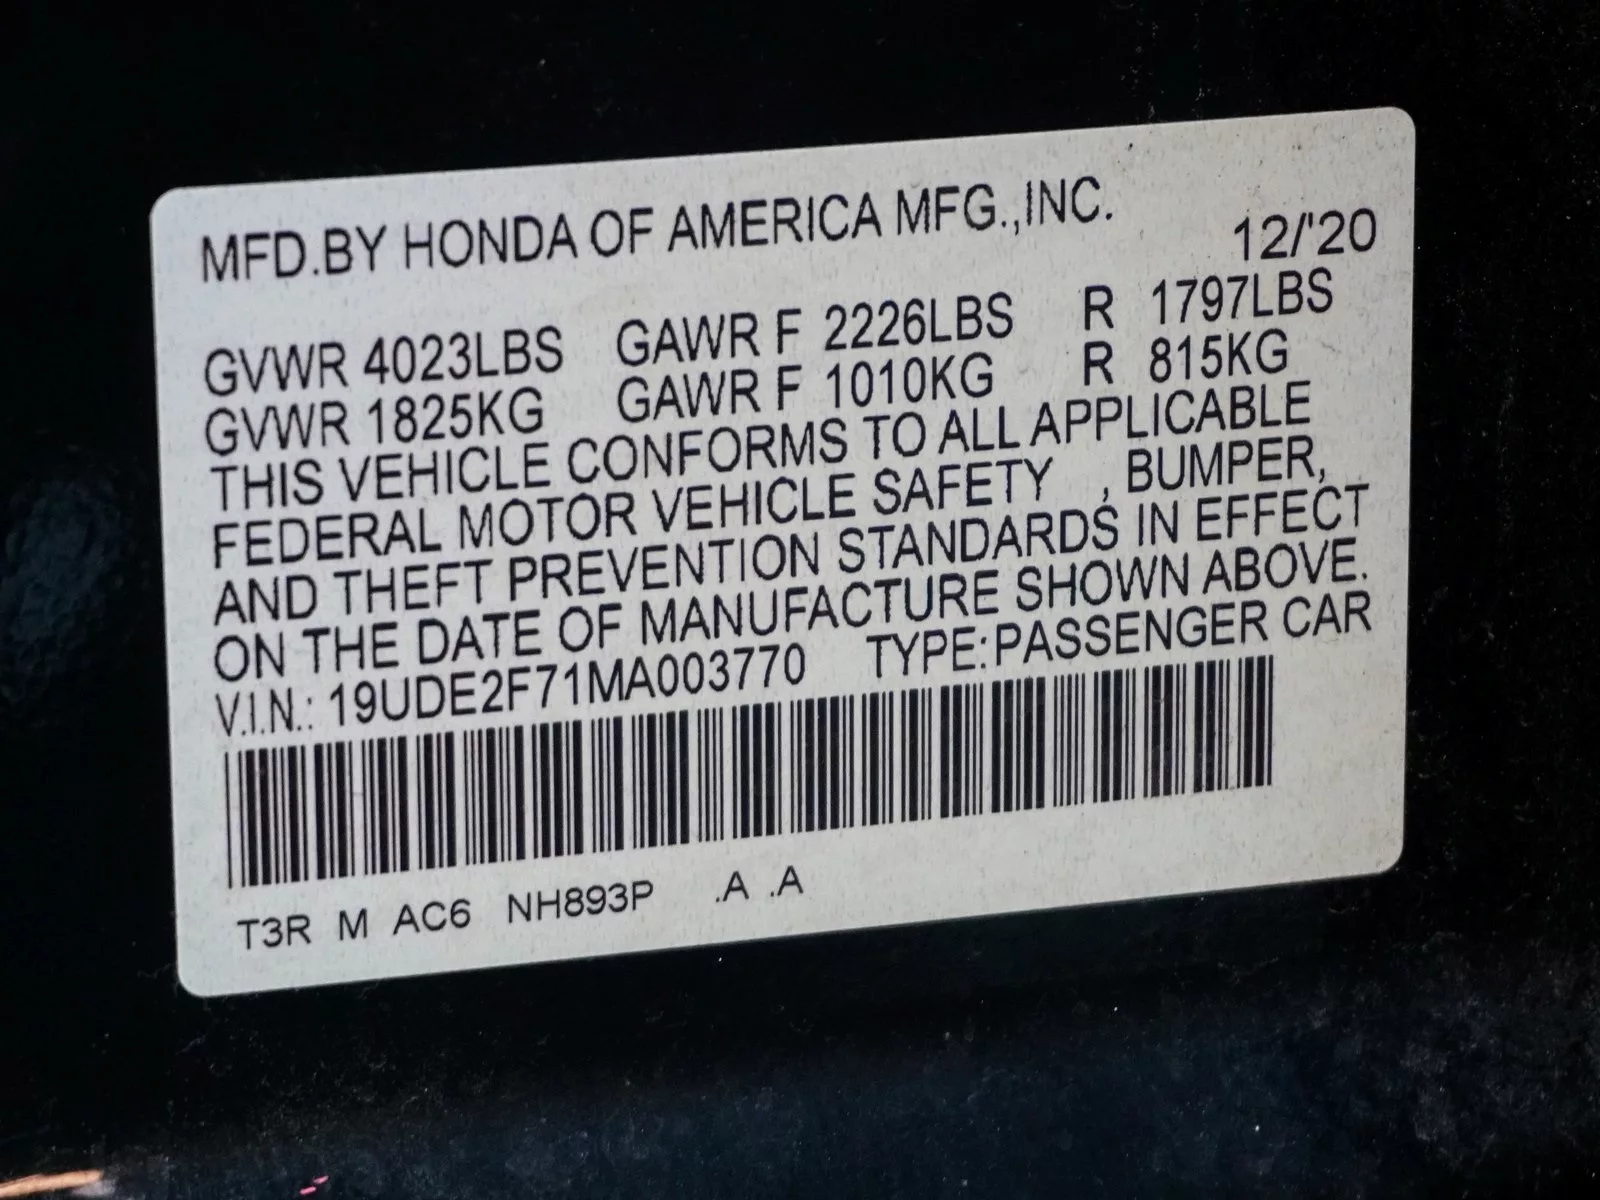 MFD.BY HONDA OF AMERICA MFG.,INC.
12/'20
GVWR 4023LBS GAWR F 2226LBS R 1797LBS
GVWR 1825KG GAWR F 1010KG R 815KG
THIS VEHICLE CONFORMS TO ALL APPLICABLE
FEDERAL MOTOR VEHICLE SAFETY , BUMPER,
AND THEFT PREVENTION STANDARDS IN EFFECT
ON THE DATE OF MANUFACTURE SHOWN ABOVE.
V.I.N.: 19UDE2F71MA003770 TYPE:PASSENGER CAR
T3R M AC6 NH893P .A .A